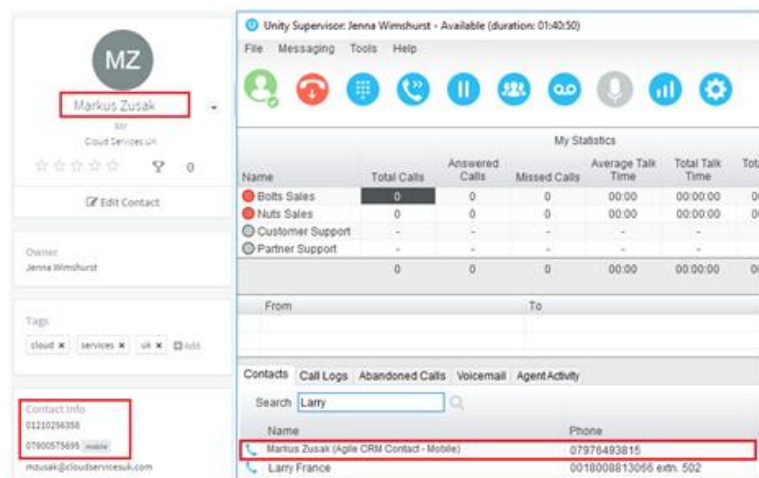 MZ
Markus Zusak
Cloud Services UK
0
Edit Contact
Owner
Jenna Wimshurst
Tags
cloud x services x uk x Add
Contact Info
01210256358
07900575695 mobile
mzusak@cloudservicesuk.com
Unity Supervisor: Jenna Wimshurst - Available (duration: 01:40:50)
File Messaging Tools Help
My Statistics
Name Total Calls Answered Calls Missed Calls Average Talk Time Total Talk Time
Bolts Sales 0 0 0 00:00 00:00:00
Nuts Sales 0 0 0 00:00 00:00:00
Customer Support - - - - -
Partner Support - - - - -
0 0 0 00:00 00:00:00
From To
Contacts Call Logs Abandoned Calls Voicemail Agent Activity
Search Larry
Name Phone
Markus Zusak (Agile CRM Contact - Mobile) 07976493815
Larry France 0018008813066 extn. 502